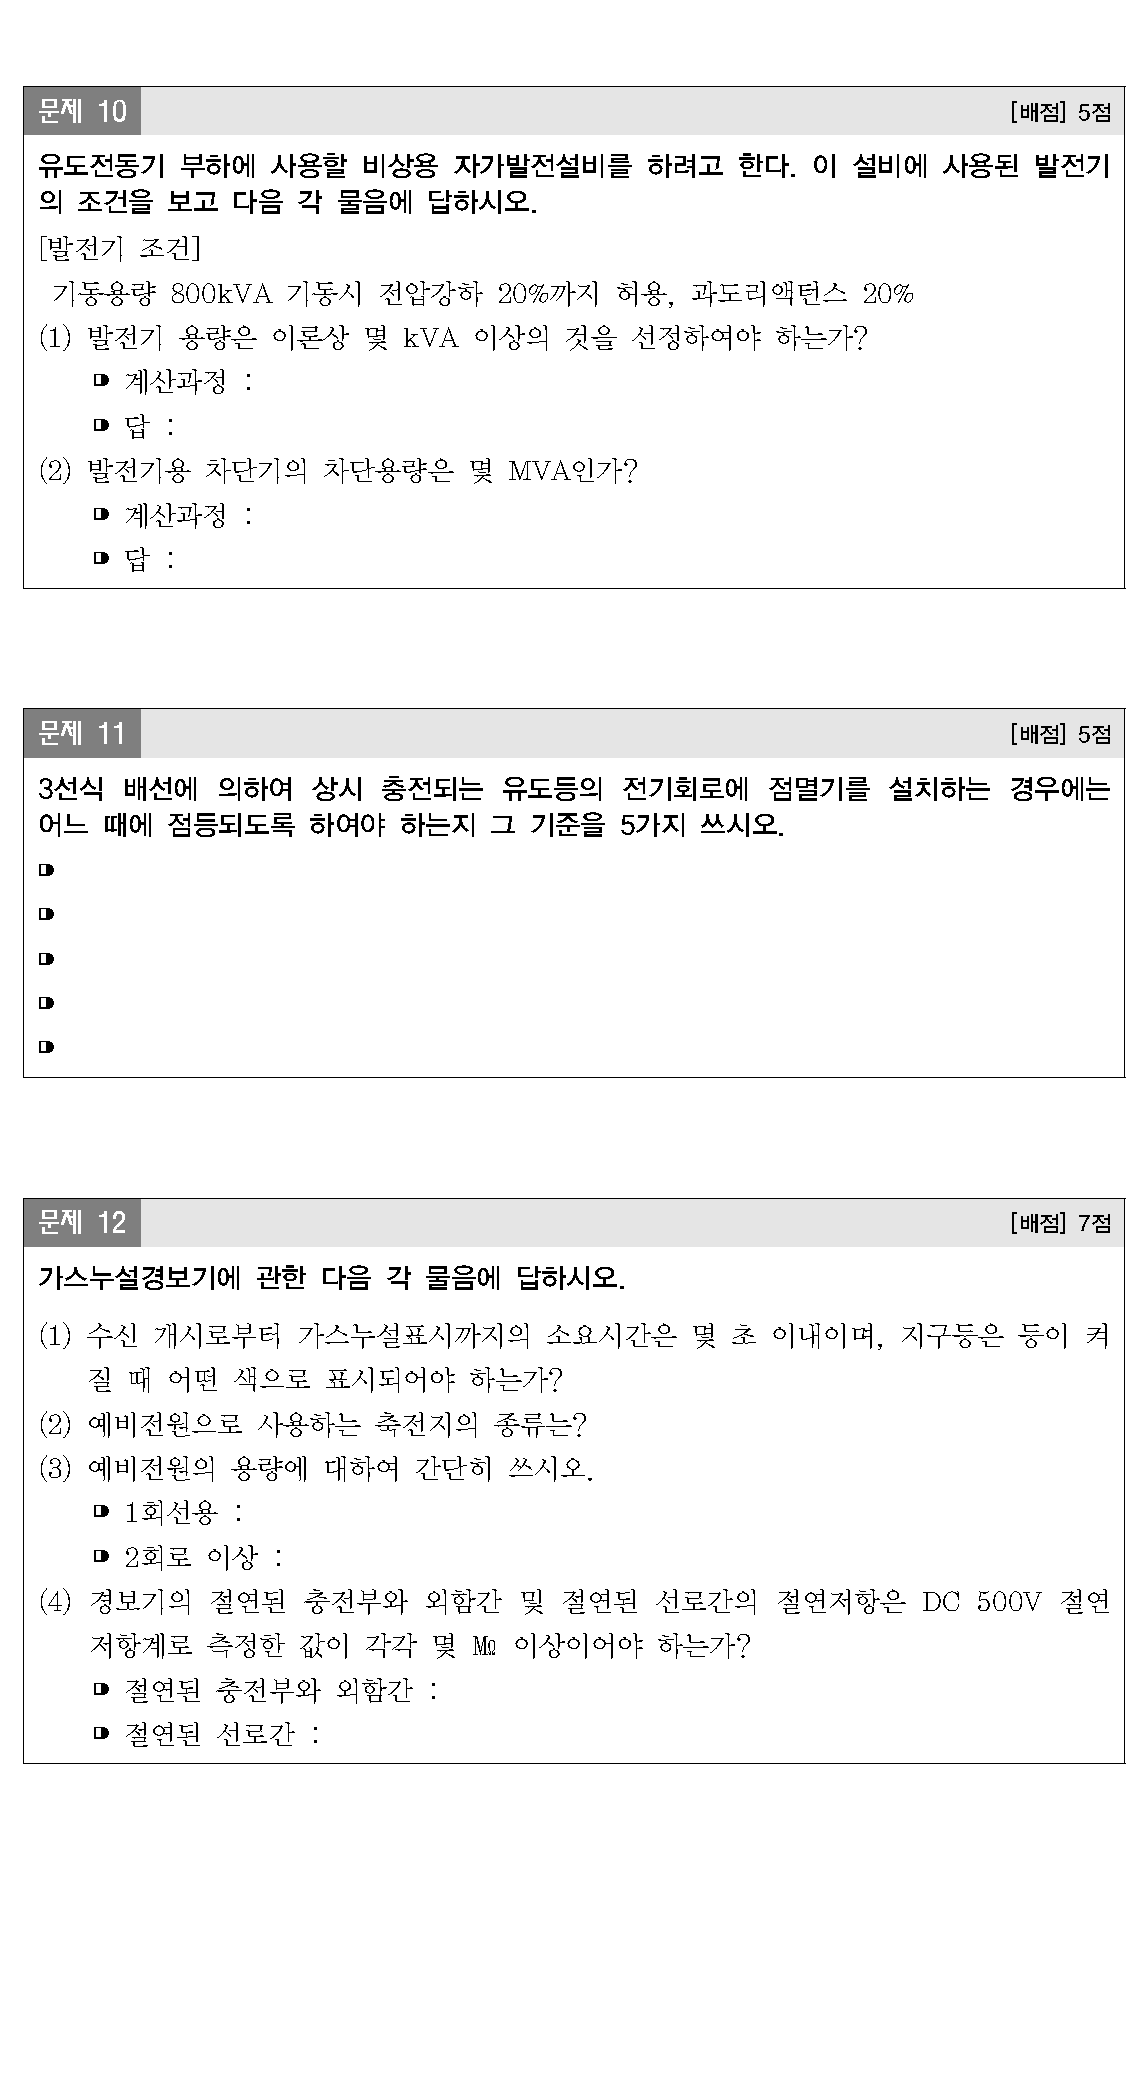 문제 10 [배점] 5점
유도전동기 부하에 사용할 비상용 자가발전설비를 하려고 한다. 이 설비에 사용된 발전기
의 조건을 보고 다음 각 물음에 답하시오.
[발전기 조건]
기동용량 800kVA 기동시 전압강하 20%까지 허용, 과도리액턴스 20%
(1) 발전기 용량은 이론상 몇 kVA 이상의 것을 선정하여야 하는가?
계산과정 :
답 :
(2) 발전기용 차단기의 차단용량은 몇 MVA인가?
계산과정 :
답 :
문제 11 [배점] 5점
3선식 배선에 의하여 상시 충전되는 유도등의 전기회로에 점멸기를 설치하는 경우에는
어느 때에 점등되도록 하여야 하는지 그 기준을 5가지 쓰시오.
문제 12 [배점] 7점
가스누설경보기에 관한 다음 각 물음에 답하시오.
(1) 수신 개시로부터 가스누설표시까지의 소요시간은 몇 초 이내이며, 지구등은 등이 켜
질 때 어떤 색으로 표시되어야 하는가?
(2) 예비전원으로 사용하는 축전지의 종류는?
(3) 예비전원의 용량에 대하여 간단히 쓰시오.
1회선용 :
2회로 이상 :
(4) 경보기의 절연된 충전부와 외함간 및 절연된 선로간의 절연저항은 DC 500V 절연
저항계로 측정한 값이 각각 몇 ㏁ 이상이어야 하는가?
절연된 충전부와 외함간 :
절연된 선로간 :